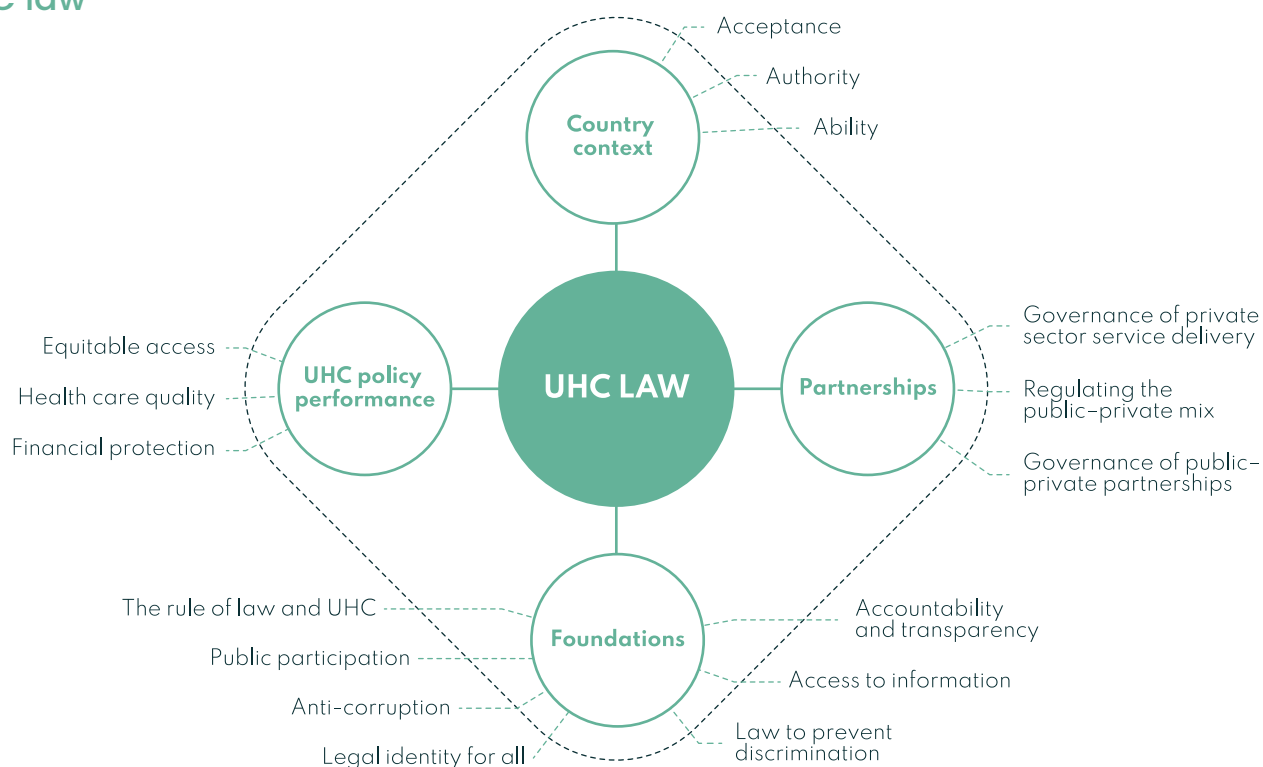 law
Acceptance
Authority
Ability
Country
context
Governance of private
sector service delivery
Regulating the
public–private mix
Governance of public–
private partnerships
Equitable access
Health care quality
Financial protection
UHC policy
performance
UHC LAW
Partnerships
The rule of law and UHC
Public participation
Anti-corruption
Legal identity for all
Foundations
Accountability
and transparency
Access to information
Law to prevent
discrimination